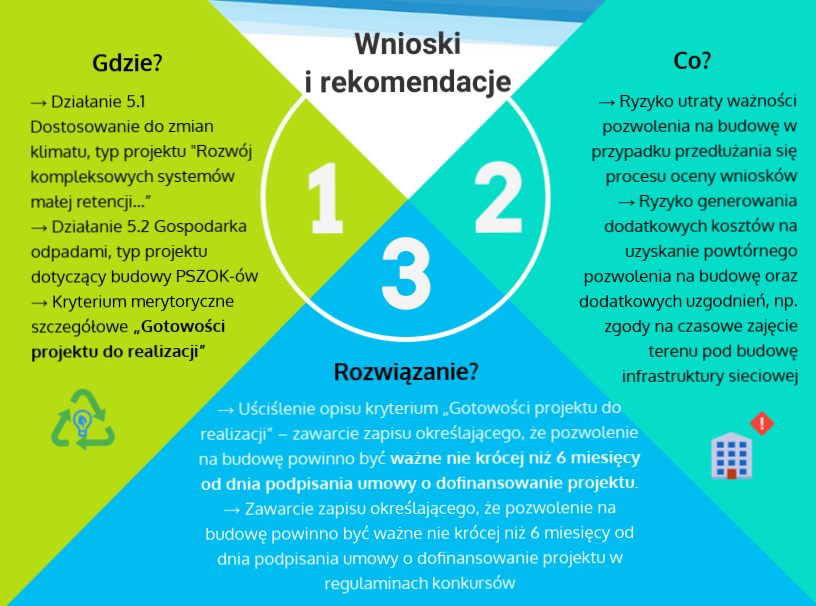 Wnioski
i rekomendacje
Gdzie?
→ Działanie 5.1
Dostosowanie do zmian
klimatu, typ projektu "Rozwój
kompleksowych systemów
małej retencji...”
→ Działanie 5.2 Gospodarka
odpadami, typ projektu
dotyczący budowy PSZOK-ów
→ Kryterium merytoryczne
szczegółowe „Gotowości
projektu do realizacji”
1
2
3
Co?
→ Ryzyko utraty ważności
pozwolenia na budowę w
przypadku przedłużania się
procesu oceny wniosków
→ Ryzyko generowania
dodatkowych kosztów na
uzyskanie powtórnego
pozwolenia na budowę oraz
dodatkowych uzgodnień, np.
zgody na czasowe zajęcie
terenu pod budowę
infrastruktury sieciowej
!
Rozwiązanie?
→ Uściślenie opisu kryterium „Gotowości projektu do
realizacji” – zawarcie zapisu określającego, że pozwolenie
na budowę powinno być ważne nie krócej niż 6 miesięcy
od dnia podpisania umowy o dofinansowanie projektu.
→ Zawarcie zapisu określającego, że pozwolenie na
budowę powinno być ważne nie krócej niż 6 miesięcy od
dnia podpisania umowy o dofinansowanie projektu w
regulaminach konkursów